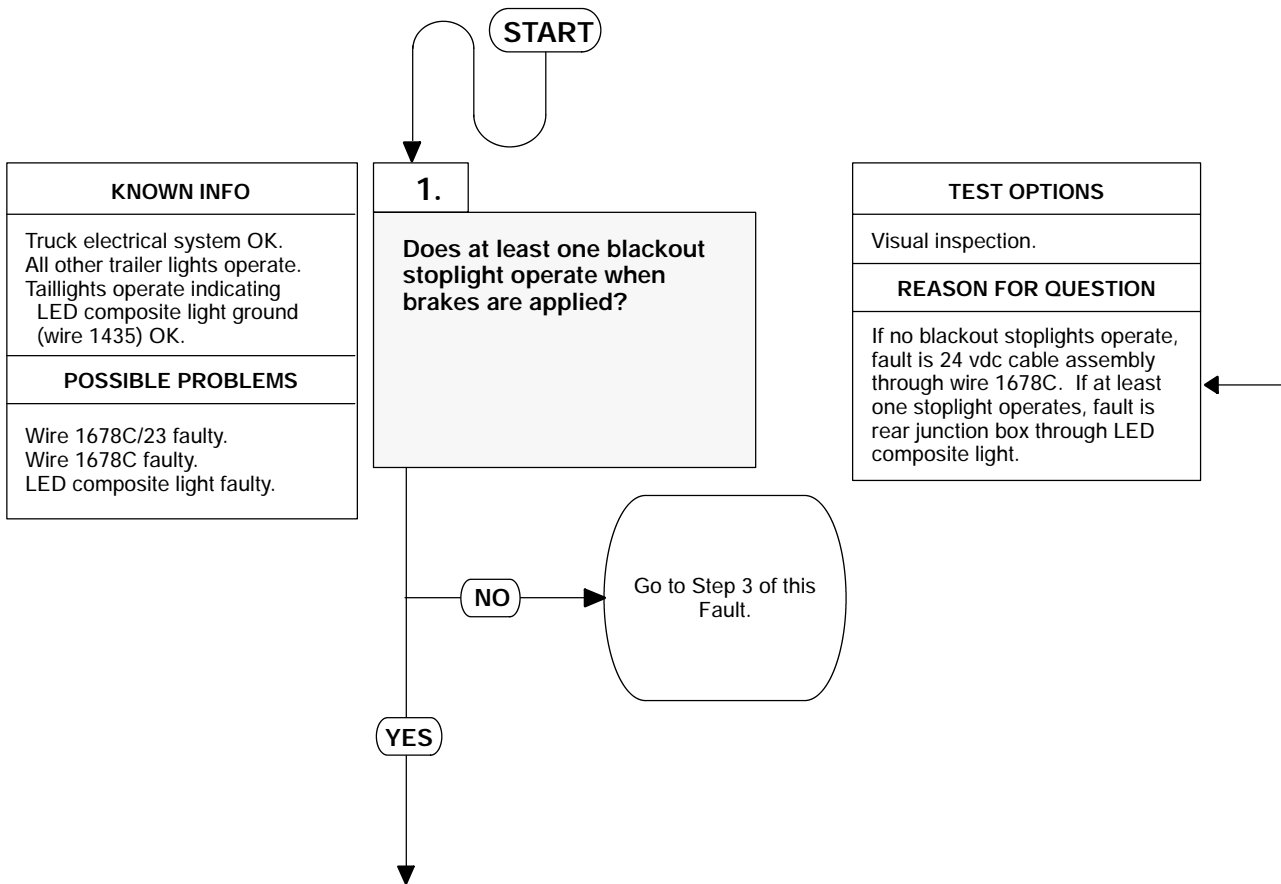 START
KNOWN INFO
Truck electrical system OK.
All other trailer lights operate.
Taillights operate indicating
LED composite light ground
(wire 1435) OK.
POSSIBLE PROBLEMS
Wire 1678C/23 faulty.
Wire 1678C faulty.
LED composite light faulty.
1.
Does at least one blackout
stoplight operate when
brakes are applied?
TEST OPTIONS
Visual inspection.
REASON FOR QUESTION
If no blackout stoplights operate,
fault is 24 vdc cable assembly
through wire 1678C. If at least
one stoplight operates, fault is
rear junction box through LED
composite light.
NO
Go to Step 3 of this
Fault.
YES